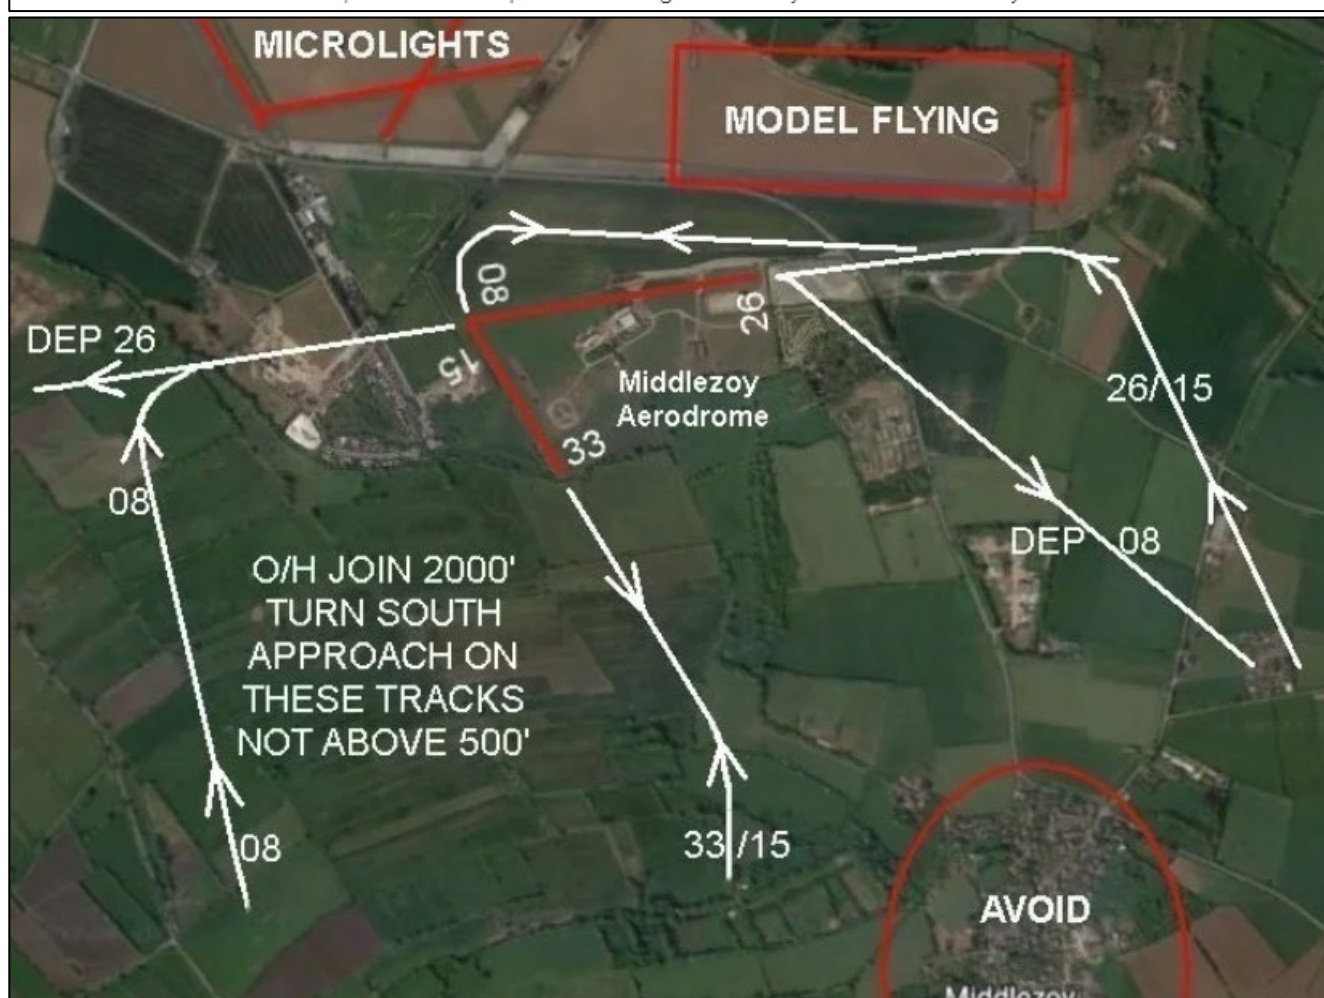 MICROLIGHTS
MODEL FLYING
08
26
15
33
DEP 26
Middlezoy
Aerodrome
26/15
08
DEP 08
O/H JOIN 2000'
TURN SOUTH
APPROACH ON
THESE TRACKS
NOT ABOVE 500'
08
33/15
AVOID
Middlezoy